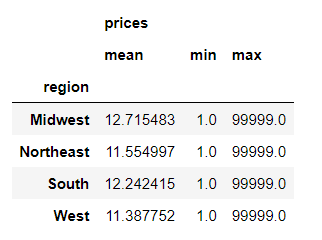 prices
mean min max
region
Midwest 12.715483 1.0 99999.0
Northeast 11.554997 1.0 99999.0
South 12.242415 1.0 99999.0
West 11.387752 1.0 99999.0